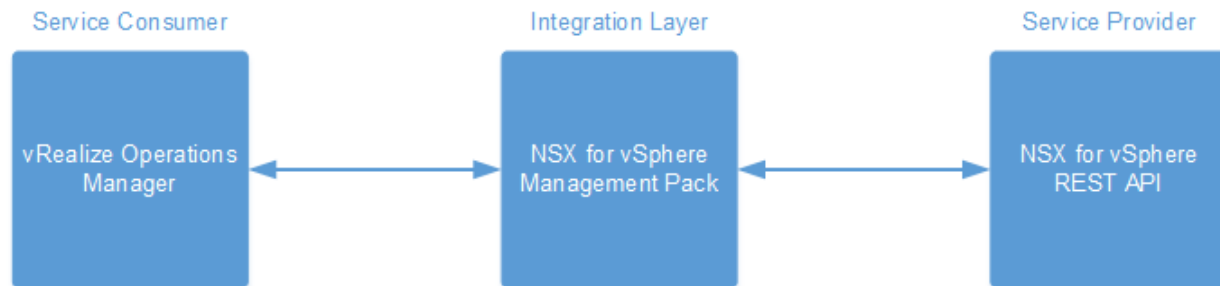 Service Consumer
Integration Layer
Service Provider
vRealize Operations
Manager
NSX for vSphere
Management Pack
NSX for vSphere
REST API